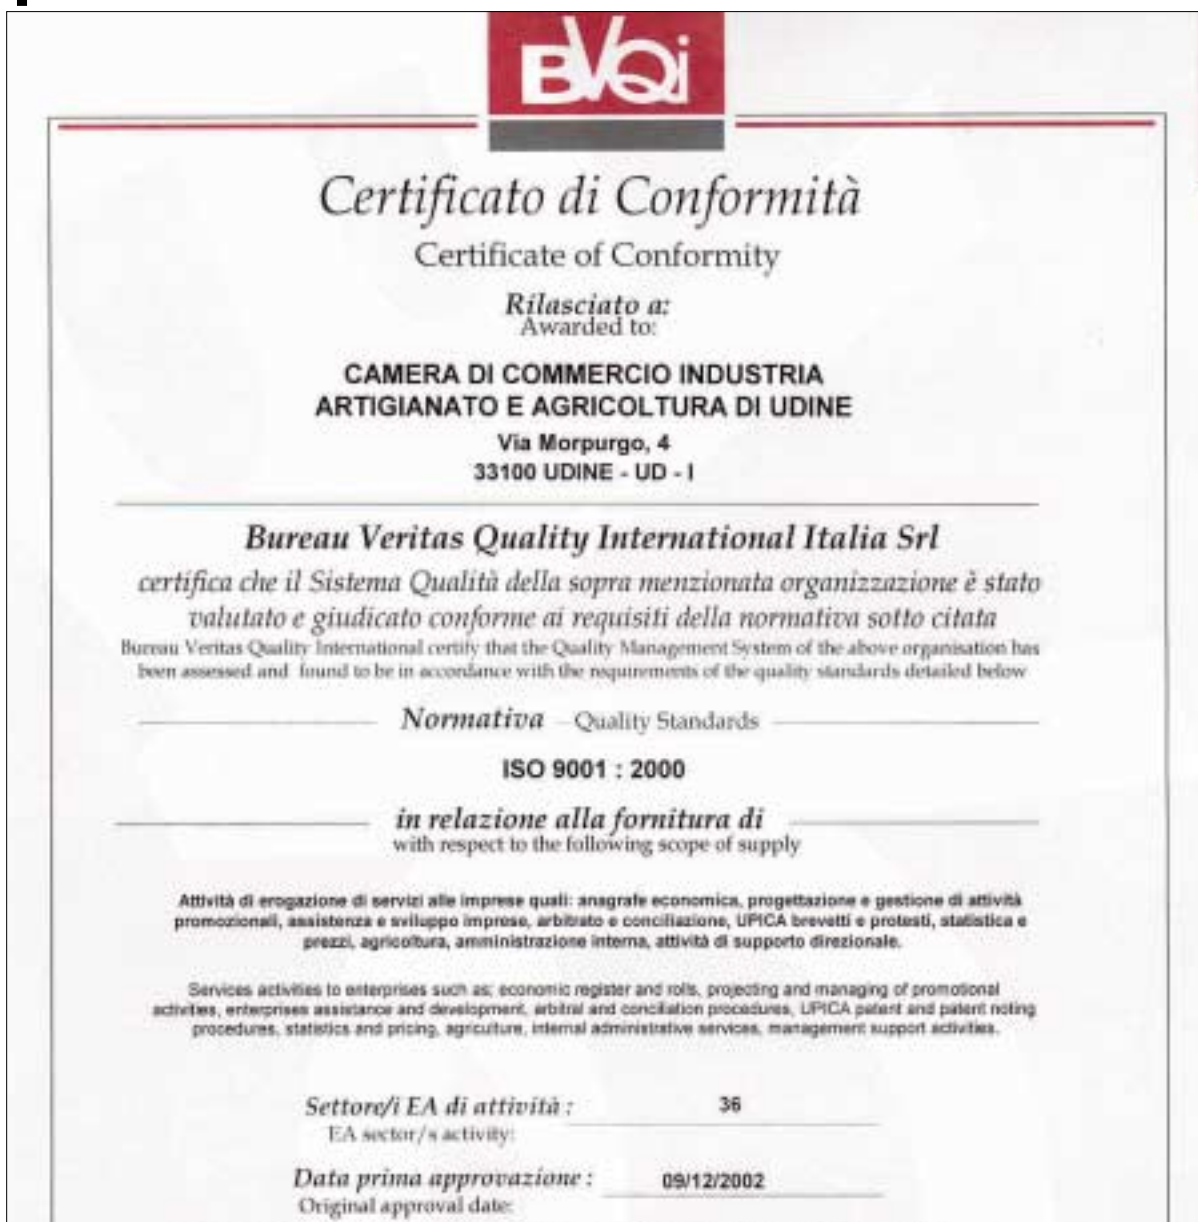 BVQi
Certificato di Conformità
Certificate of Conformity
Rilasciato a:
Awarded to:
CAMERA DI COMMERCIO INDUSTRIA
ARTIGIANATO E AGRICOLTURA DI UDINE
Via Morpurgo, 4
33100 UDINE - UD - I
Bureau Veritas Quality International Italia Srl
certifica che il Sistema Qualità della sopra menzionata organizzazione è stato
valutato e giudicato conforme ai requisiti della normativa sotto citata
Bureau Veritas Quality International certify that the Quality Management System of the above organisation has
been assessed and found to be in accordance with the requirements of the quality standards detailed below
Normativa Quality Standards
ISO 9001 : 2000
in relazione alla fornitura di
with respect to the following scope of supply
Attività di erogazione di servizi alle imprese quali: anagrafe economica, progettazione e gestione di attività
promozionali, assistenza e sviluppo imprese, arbitrato e conciliazione, UPICA brevetti e protesti, statistica e
prezzi, agricoltura, amministrazione interna, attività di supporto direzionale.
Services activities to enterprises such as: economic register and rolls, projecting and managing of promotional
activities, enterprises assistance and development, arbitral and conciliation procedures, UPICA patent and patent noting
procedures, statistics and pricing, agriculture, internal administrative services, management support activities.
Settore/i EA di attività : 36
EA sector/s activity:
Data prima approvazione : 09/12/2002
Original approval date: